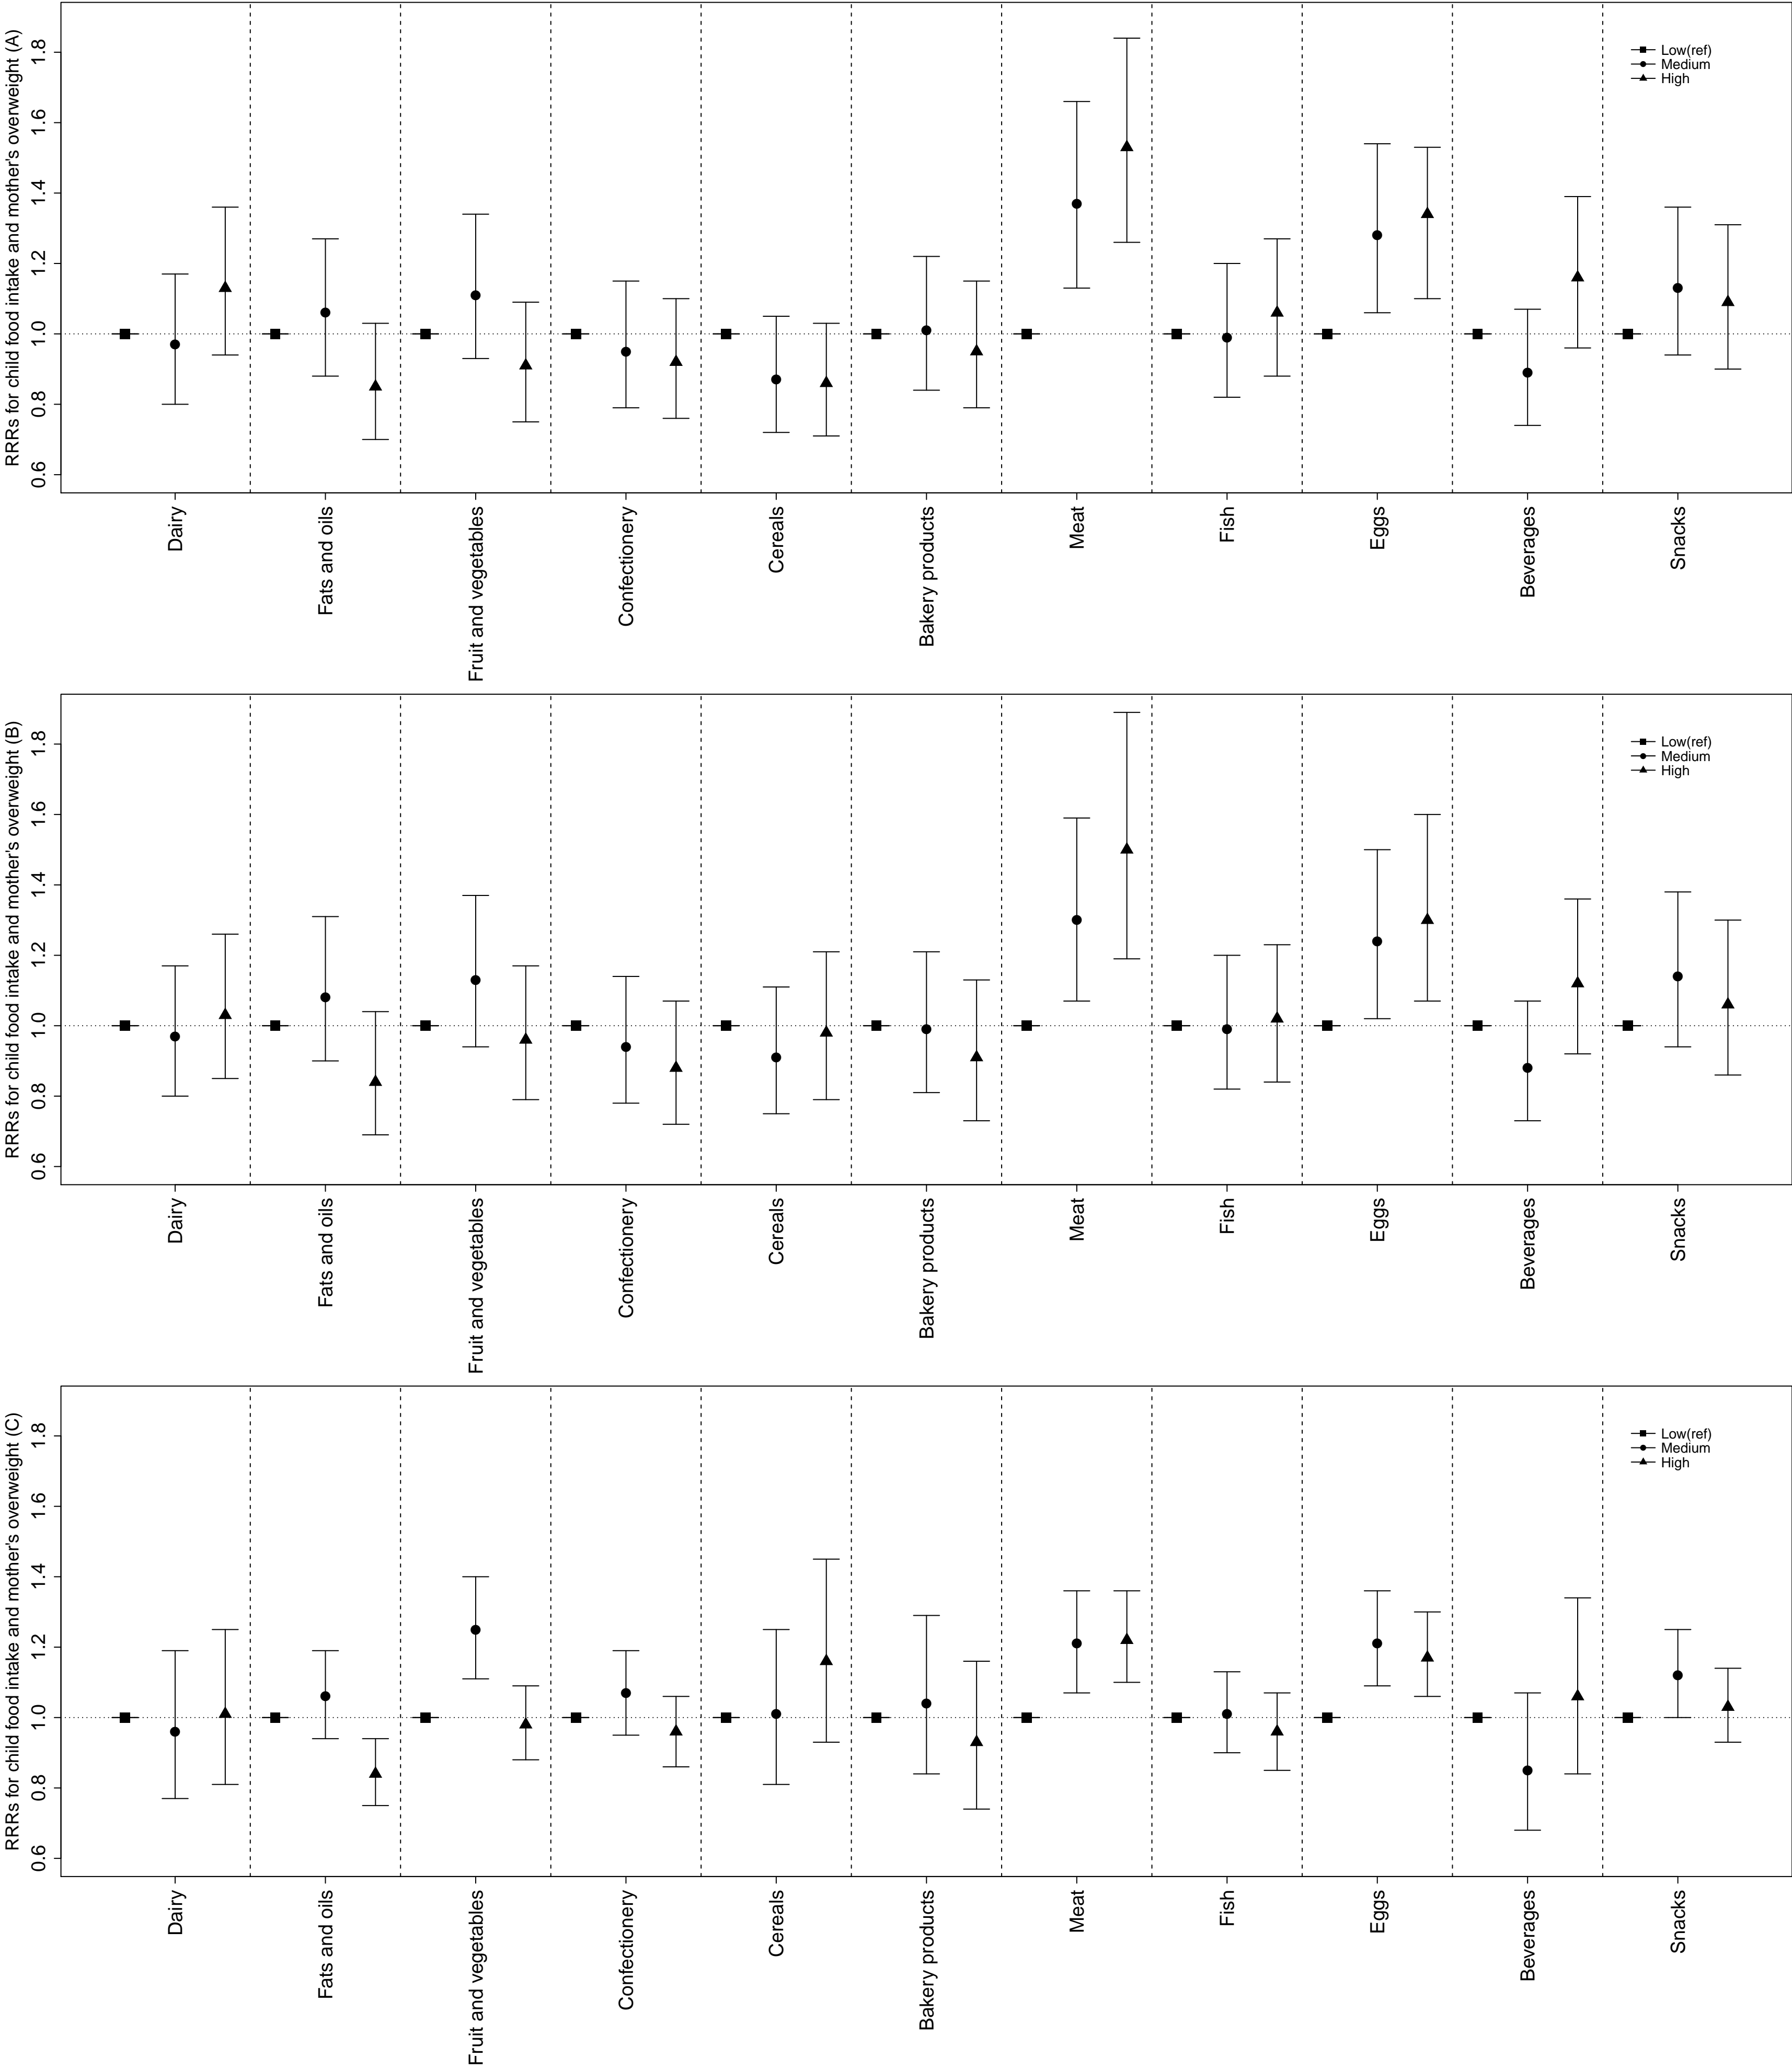 RRRs for child food intake and mother's overweight (A)
1.8
1.6
1.4
1.2
1.0
0.8
0.6
Low(ref)
Medium
High
Dairy
Fats and oils
Fruit and vegetables
Confectionery
Cereals
Bakery products
Meat
Fish
Eggs
Beverages
Snacks
RRRs for child food intake and mother's overweight (B)
1.8
1.6
1.4
1.2
1.0
0.8
0.6
Low(ref)
Medium
High
Dairy
Fats and oils
Fruit and vegetables
Confectionery
Cereals
Bakery products
Meat
Fish
Eggs
Beverages
Snacks
RRRs for child food intake and mother's overweight (C)
1.8
1.6
1.4
1.2
1.0
0.8
0.6
Low(ref)
Medium
High
Dairy
Fats and oils
Fruit and vegetables
Confectionery
Cereals
Bakery products
Meat
Fish
Eggs
Beverages
Snacks